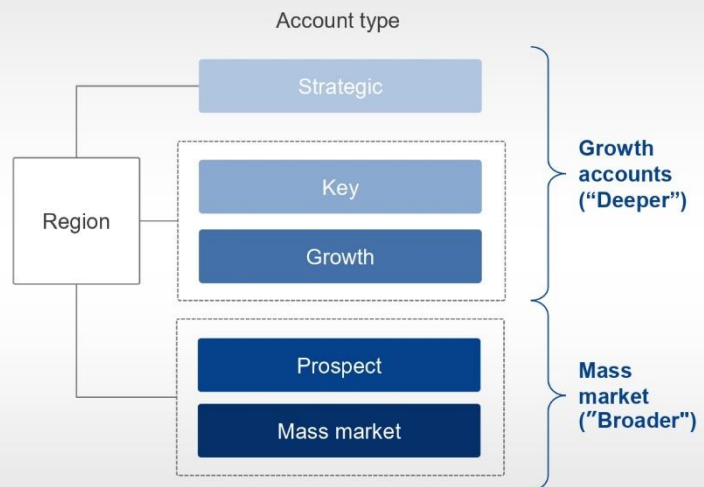 Account type
Strategic
Key
Growth
Region
Prospect
Mass market
Growth
accounts
(“Deeper”)
Mass
market
(”Broader")